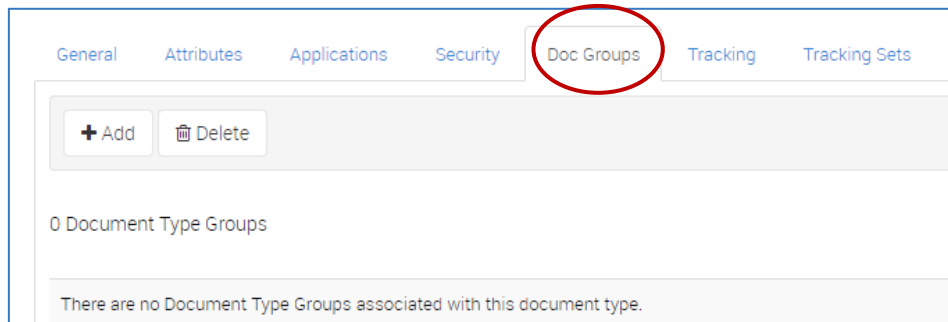 General Attributes Applications Security Doc Groups Tracking Tracking Sets
Add Delete
0 Document Type Groups
There are no Document Type Groups associated with this document type.